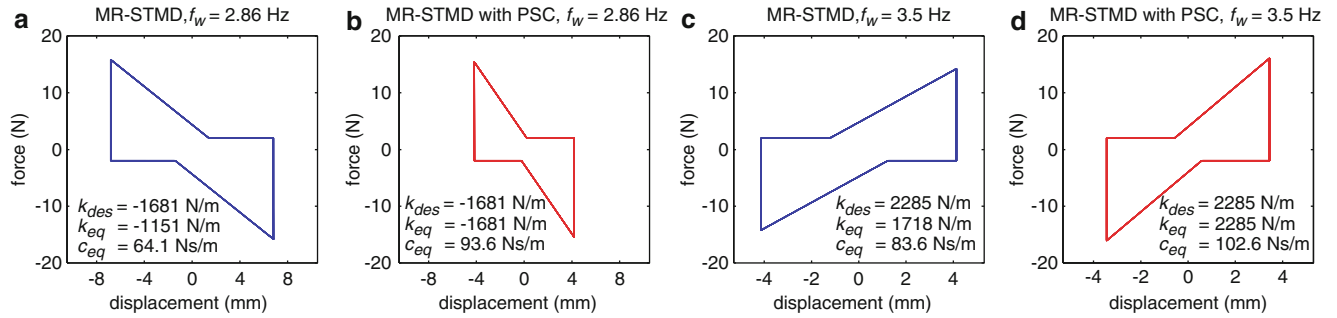 a MR-STMD, f_w = 2.86 Hz
20
10
0
-10
-20
force (N)
k_des = -1681 N/m
k_eq = -1151 N/m
c_eq = 64.1 Ns/m
-8 -4 0 4 8
displacement (mm)
b MR-STMD with PSC, f_w = 2.86 Hz
20
10
0
-10
-20
force (N)
k_des = -1681 N/m
k_eq = -1681 N/m
c_eq = 93.6 Ns/m
-8 -4 0 4 8
displacement (mm)
c MR-STMD, f_w = 3.5 Hz
20
10
0
-10
-20
force (N)
k_des = 2285 N/m
k_eq = 1718 N/m
c_eq = 83.6 Ns/m
-4 -2 0 2 4
displacement (mm)
d MR-STMD with PSC, f_w = 3.5 Hz
20
10
0
-10
-20
force (N)
k_des = 2285 N/m
k_eq = 2285 N/m
c_eq = 102.6 Ns/m
-4 -2 0 2 4
displacement (mm)